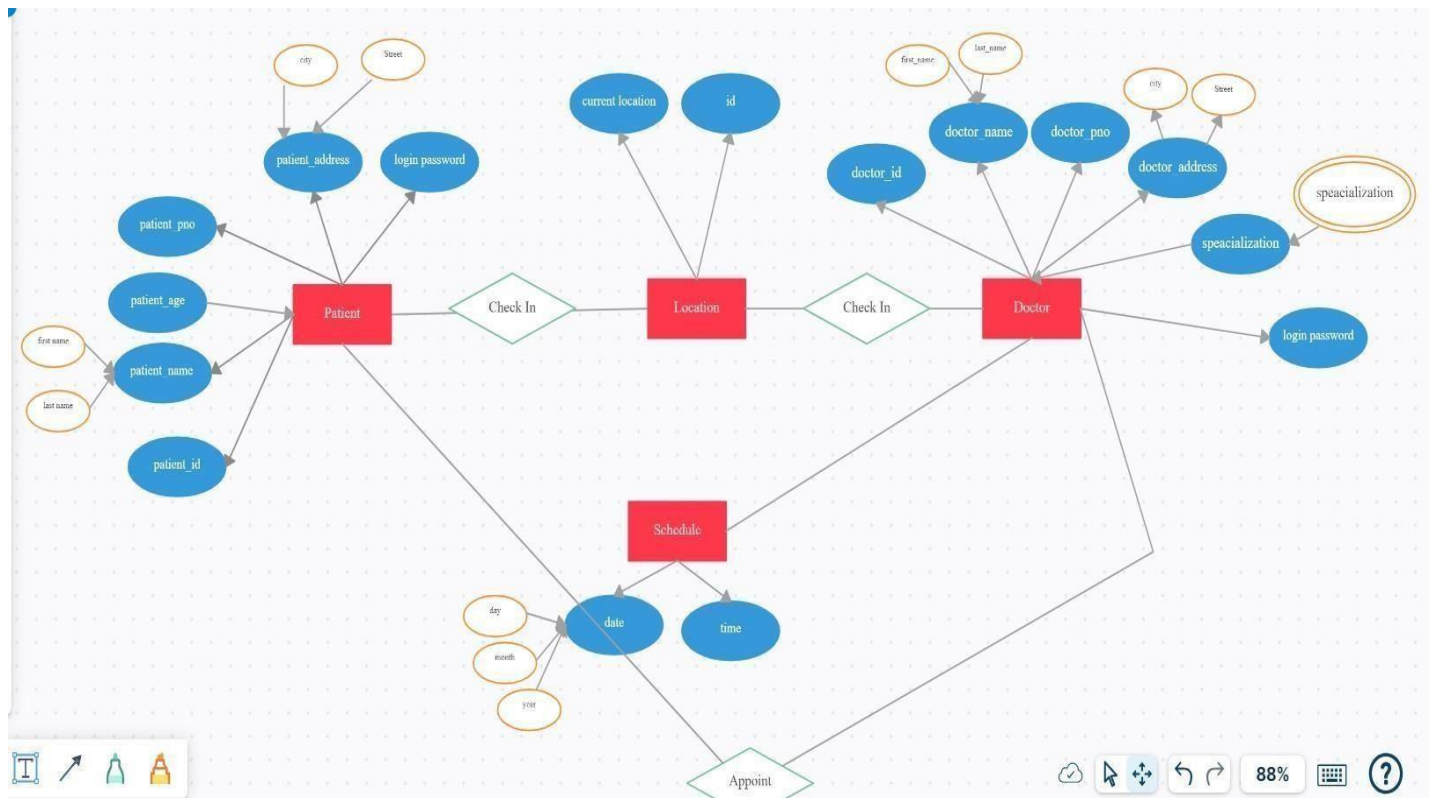 city
Street
current location
id
first_name
last_name
city
Street
patient_address
login password
doctor_name
doctor_pno
doctor_address
doctor_id
speacialization
speacialization
patient_pno
patient_age
Patient
Check In
Location
Check In
Doctor
login password
first name
patient_name
last name
patient_id
Schedule
day
date
time
month
year
Appoint
T
88%
?